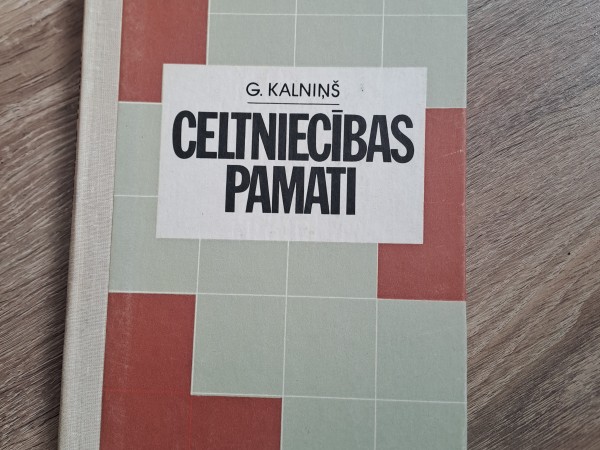 G. KALNIŅŠ
CELTNIECĪBAS
PAMATI